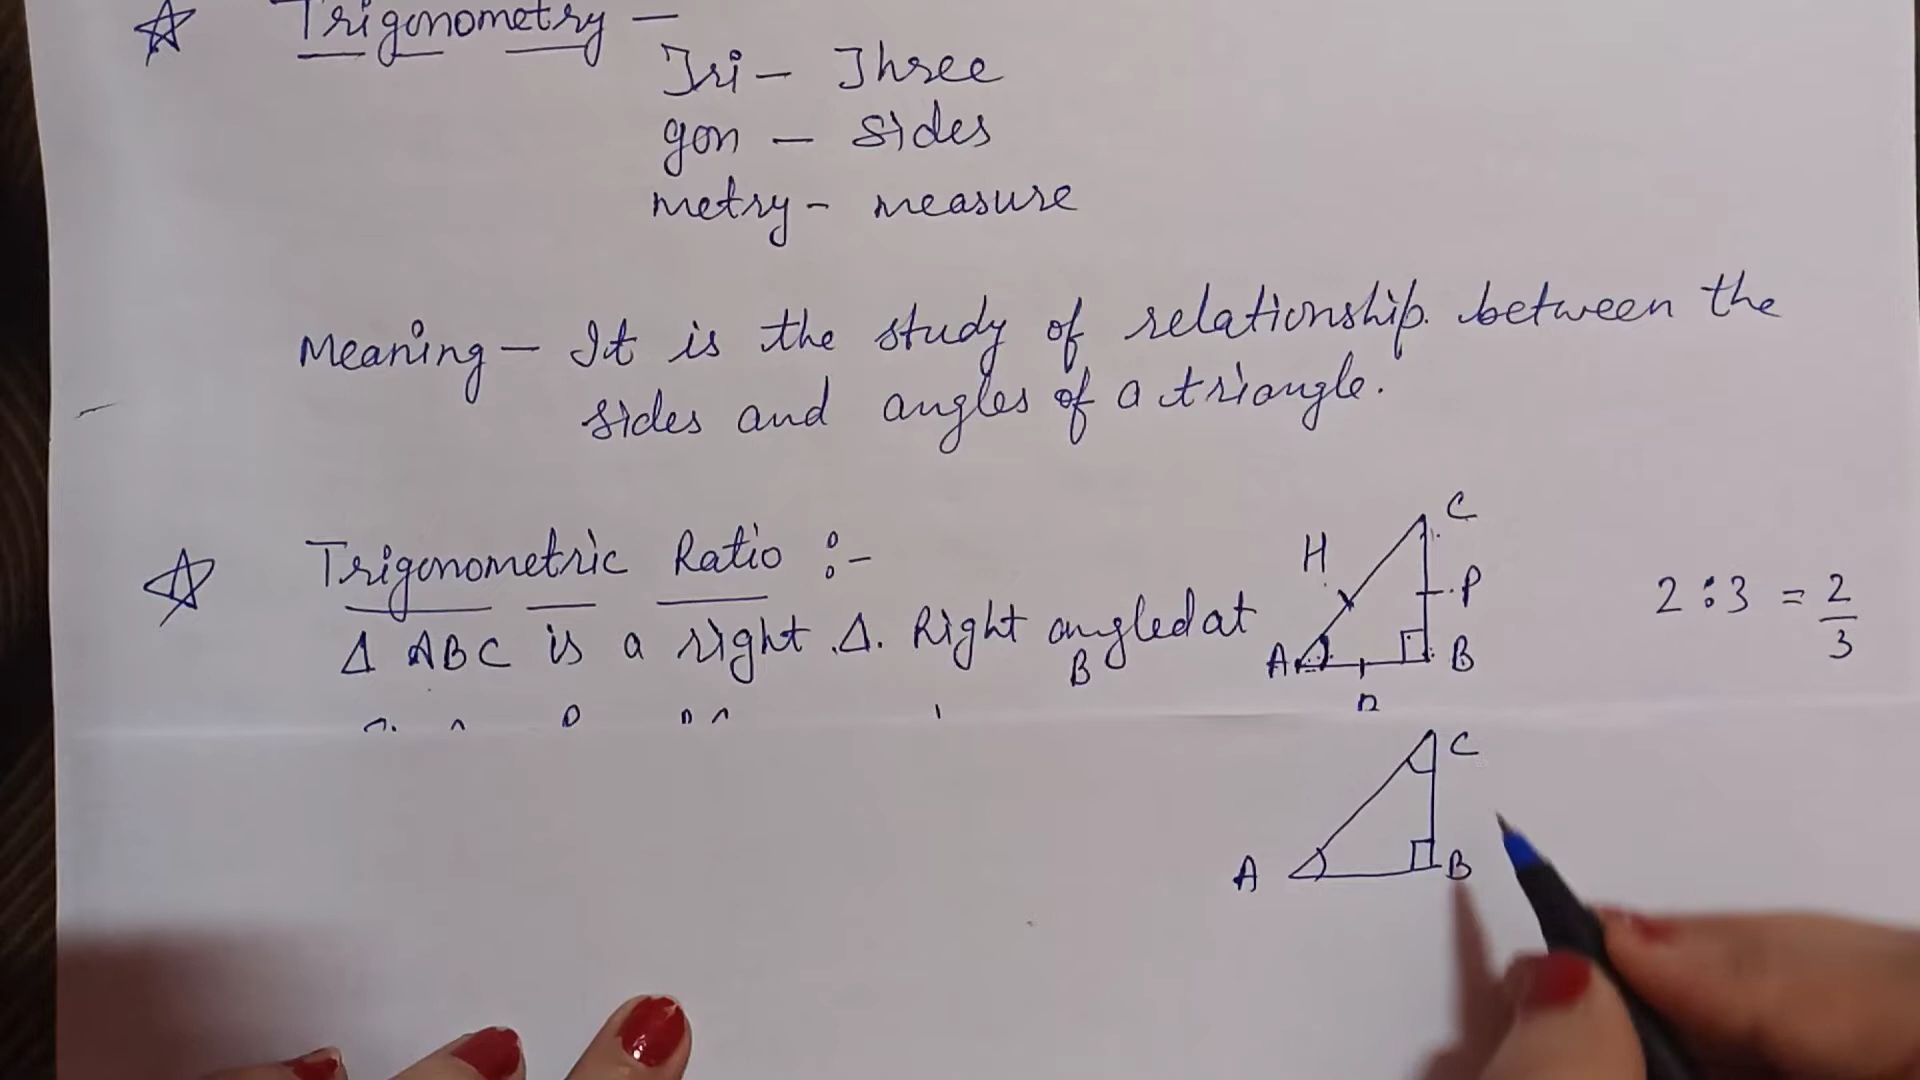 Trigonometry –
Tri – Three
gon – sides
metry – measure
Meaning – It is the study of relationship. between the
sides and angles of a triangle.
Trigonometric Ratio :-
Δ ABC is a right Δ. Right angled at
B
C
H
P
A
B
2 : 3 = 2/3
C
A
B